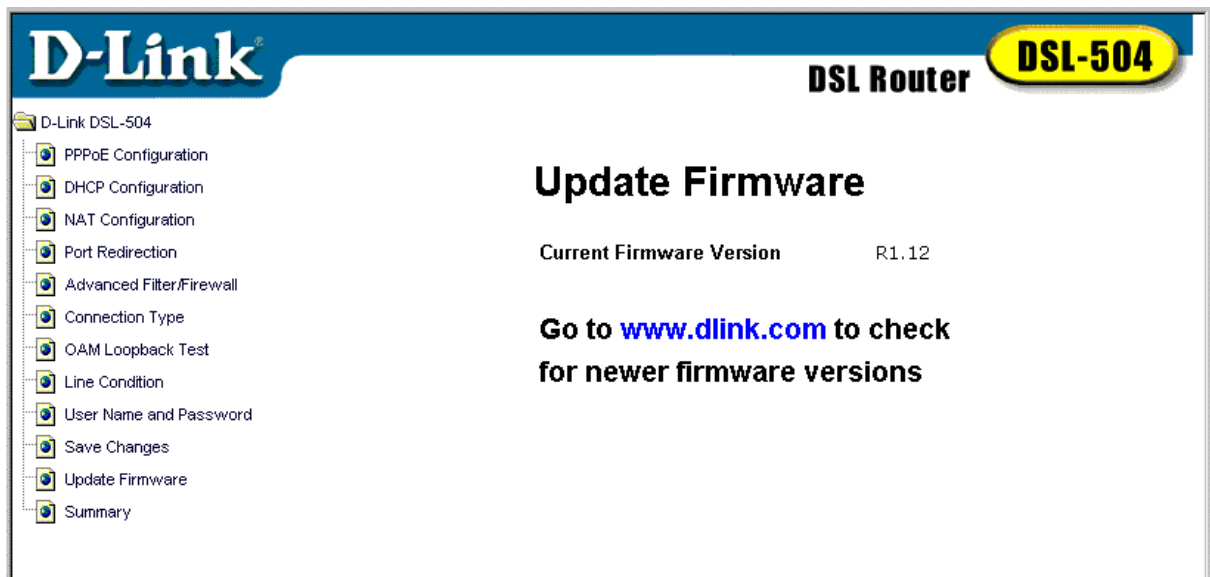 D-Link
DSL Router
DSL-504
D-Link DSL-504
PPPoE Configuration
DHCP Configuration
NAT Configuration
Port Redirection
Advanced Filter/Firewall
Connection Type
OAM Loopback Test
Line Condition
User Name and Password
Save Changes
Update Firmware
Summary
Update Firmware
Current Firmware Version R1.12
Go to www.dlink.com to check
for newer firmware versions